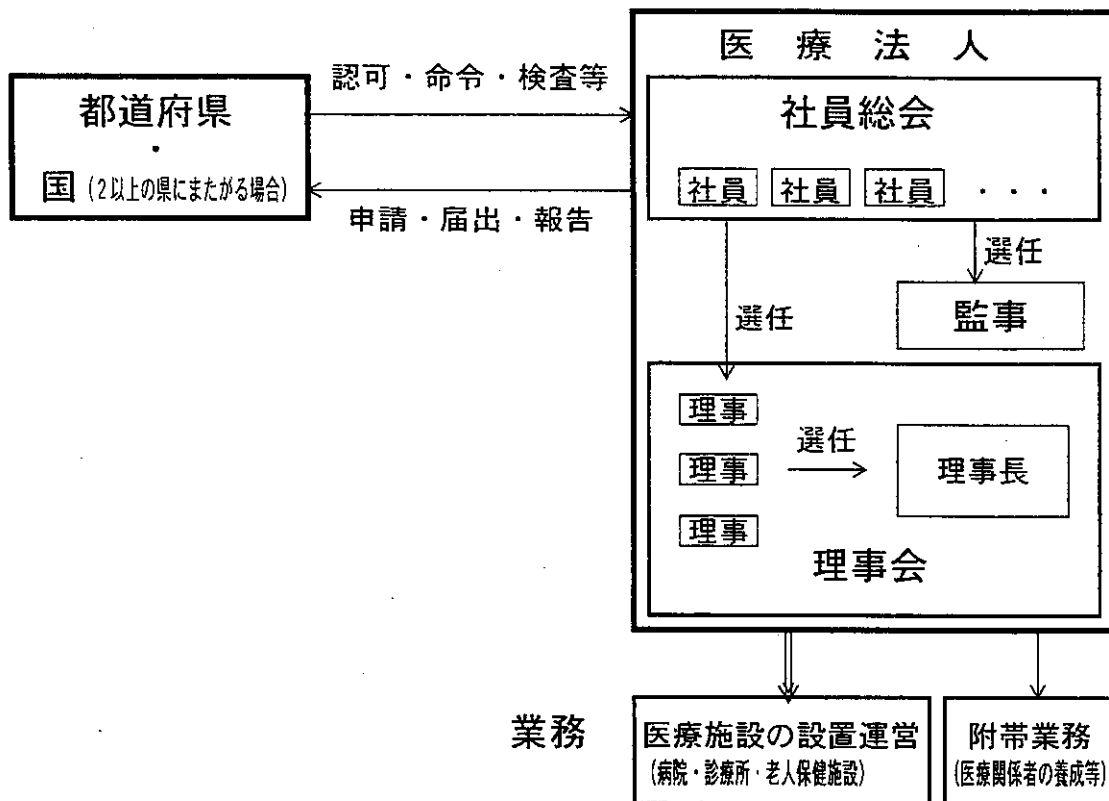 医療法人
認可・命令・検査等
都道府県
・
国（２以上の県にまたがる場合）
申請・届出・報告
社員総会
社員 社員 社員 ・・・
選任
選任
監事
理事
理事
理事
選任
理事長
理事会
業務
医療施設の設置運営
（病院・診療所・老人保健施設）
附帯業務
（医療関係者の養成等）